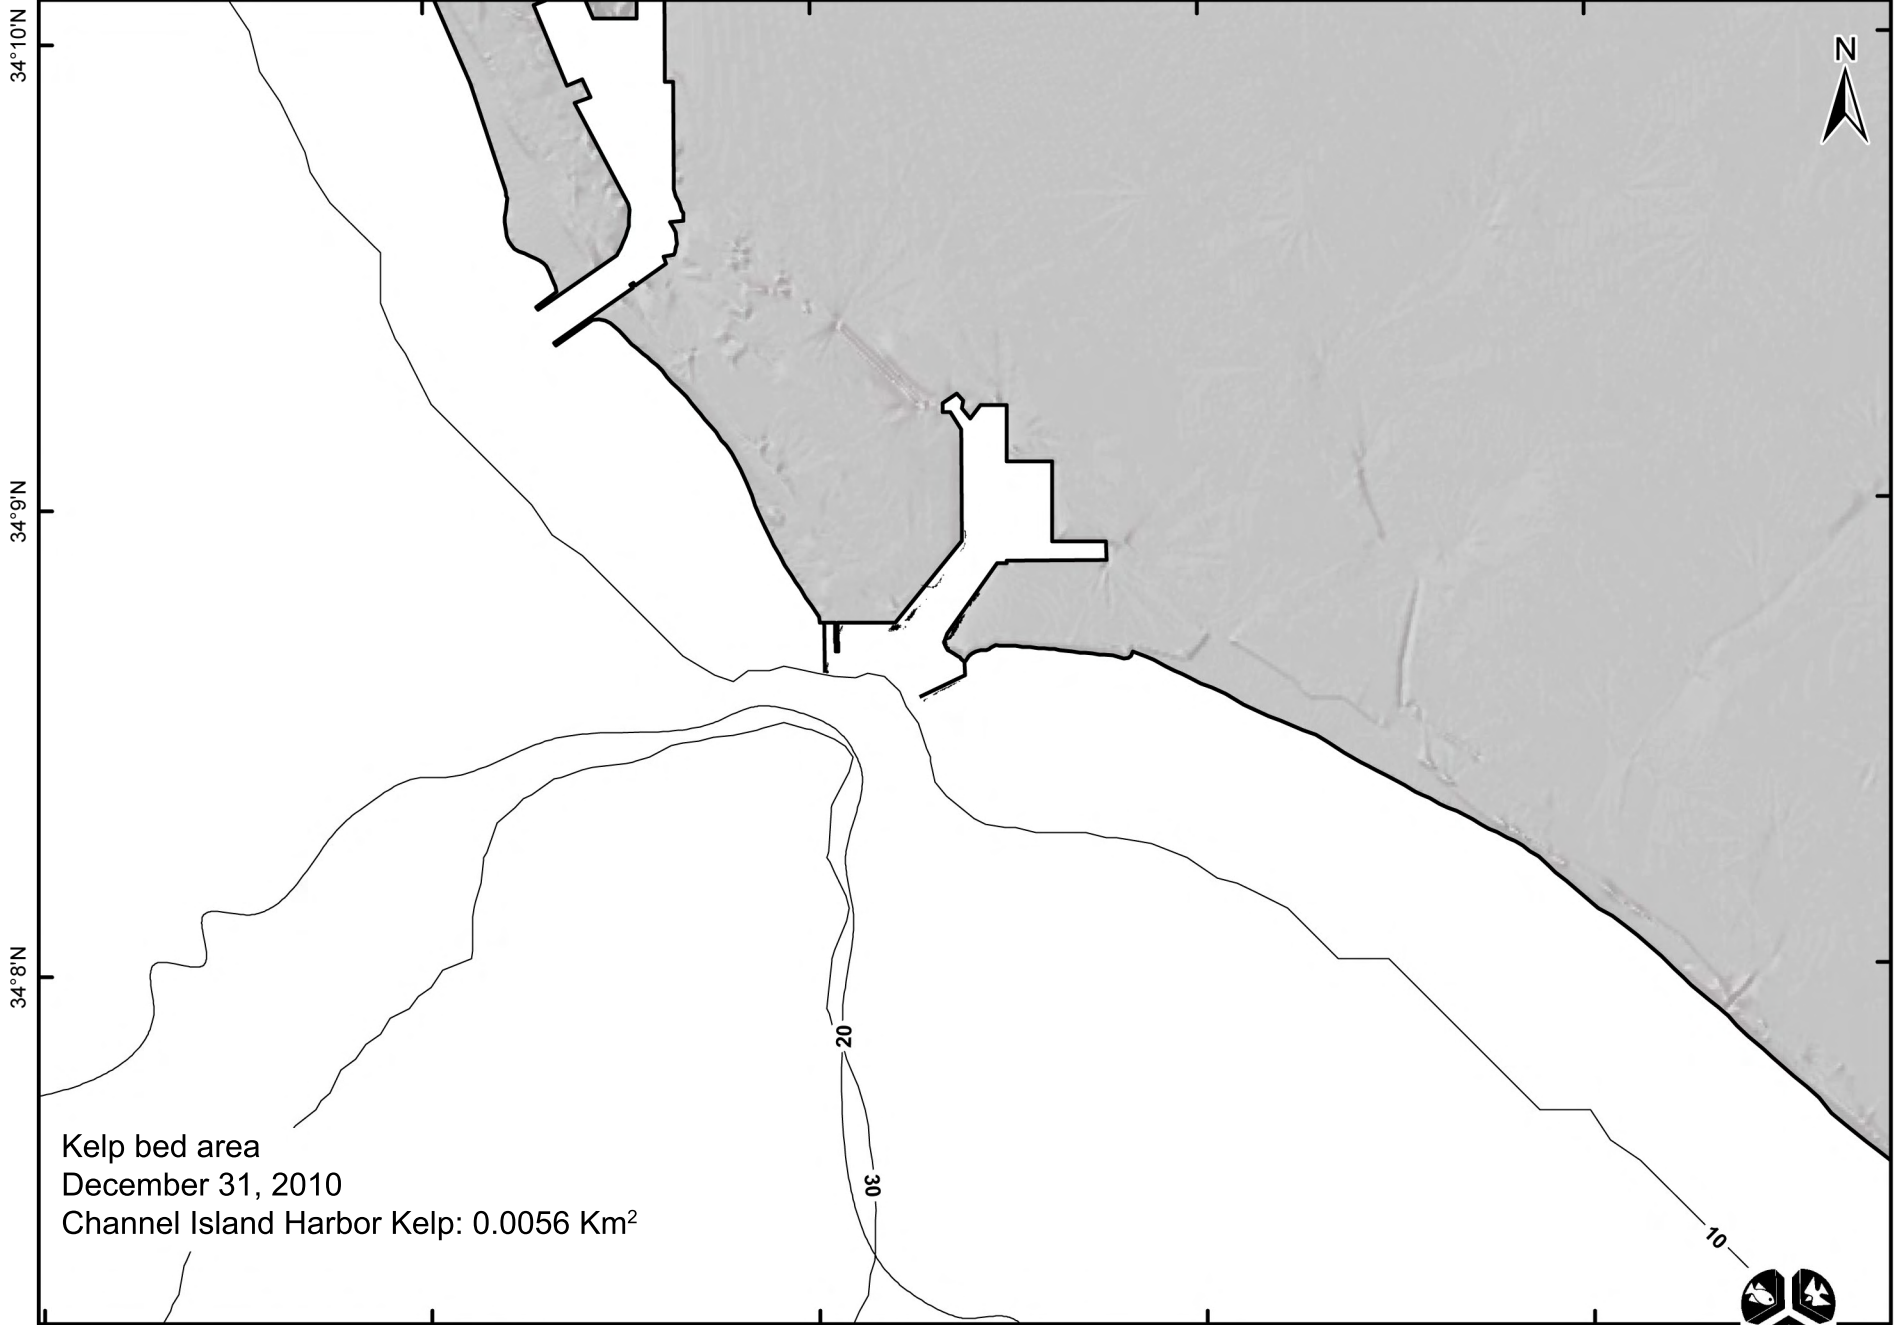 34°10'N
N
34°9'N
34°8'N
20
30
10
Kelp bed area
December 31, 2010
Channel Island Harbor Kelp: 0.0056 Km²